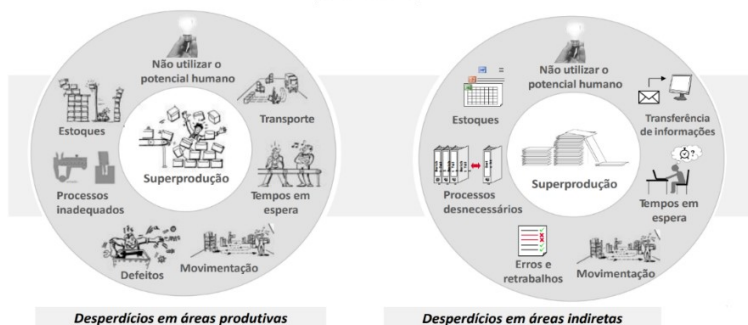 Não utilizar o
potencial humano
Transporte
Tempos em
espera
Movimentação
Defeitos
Processos
inadequados
Estoques
Superprodução
Desperdícios em áreas produtivas
Não utilizar o
potencial humano
Transferência
de informações
Tempos em
espera
Movimentação
Erros e
retrabalhos
Processos
desnecessários
Estoques
Superprodução
Desperdícios em áreas indiretas